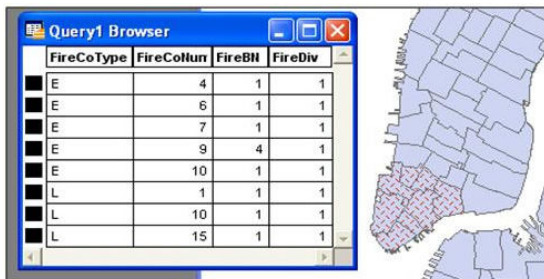 Query1 Browser
FireCoType FireCoNum FireBN FireDiv
E 4 1 1
E 6 1 1
E 7 1 1
E 9 4 1
E 10 1 1
L 1 1 1
L 10 1 1
L 15 1 1